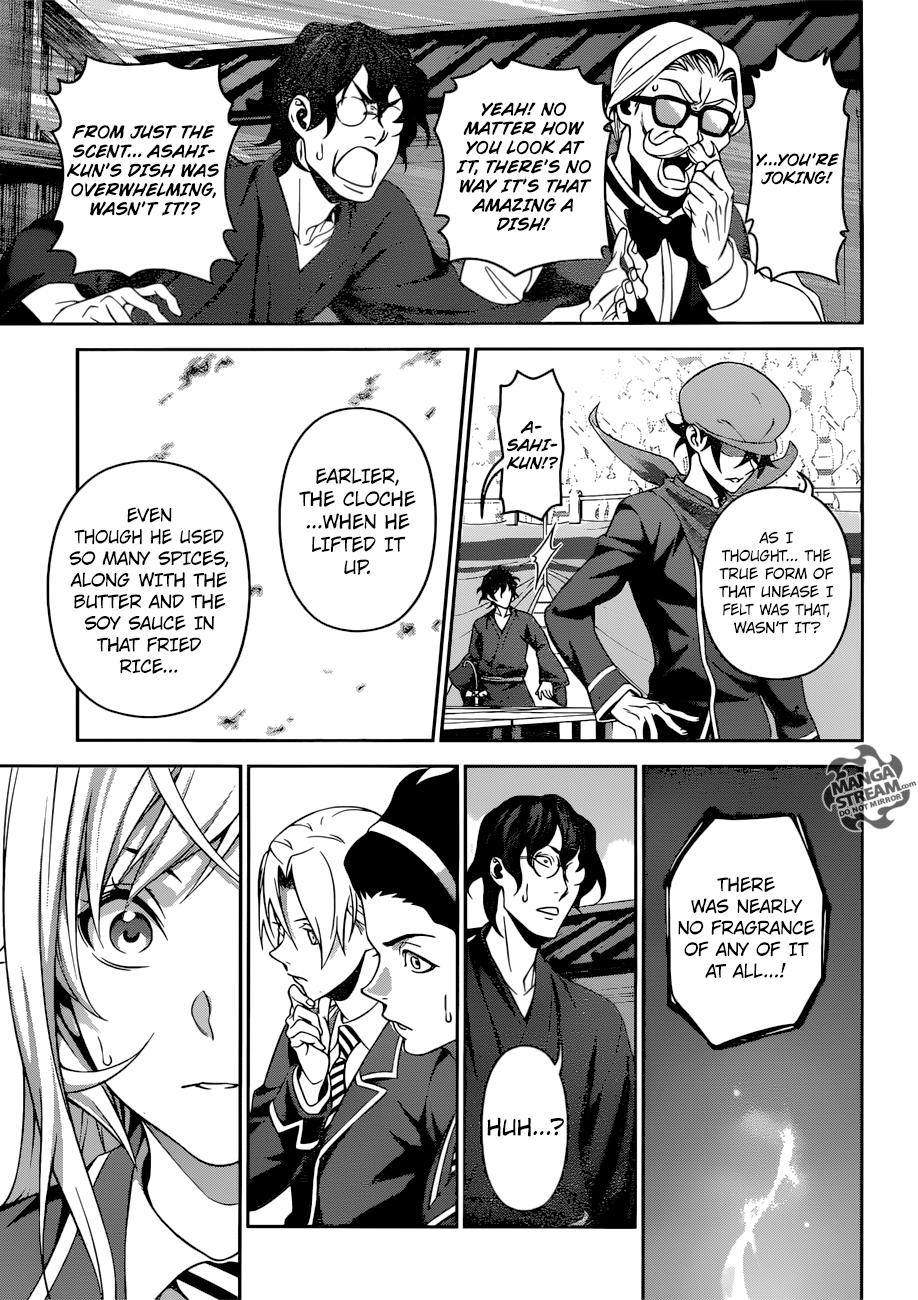 Y...YOU'RE
JOKING!
YEAH! NO
MATTER HOW
YOU LOOK AT
IT, THERE'S NO
WAY IT'S THAT
AMAZING A
DISH!
FROM JUST THE
SCENT... ASAHI-
KUN'S DISH WAS
OVERWHELMING,
WASN'T IT!?
A-
SAHI-
KUN!?
AS I
THOUGHT... THE
TRUE FORM OF
THAT UNEASE I
FELT WAS THAT,
WASN'T IT?
EARLIER,
THE CLOCHE
...WHEN HE
LIFTED IT
UP.
EVEN
THOUGH HE USED
SO MANY SPICES,
ALONG WITH THE
BUTTER AND THE
SOY SAUCE IN
THAT FRIED
RICE...
MANGA
STREAM.com
DO NOT MIRROR
THERE
WAS NEARLY
NO FRAGRANCE
OF ANY OF IT
AT ALL...!
HUH...?